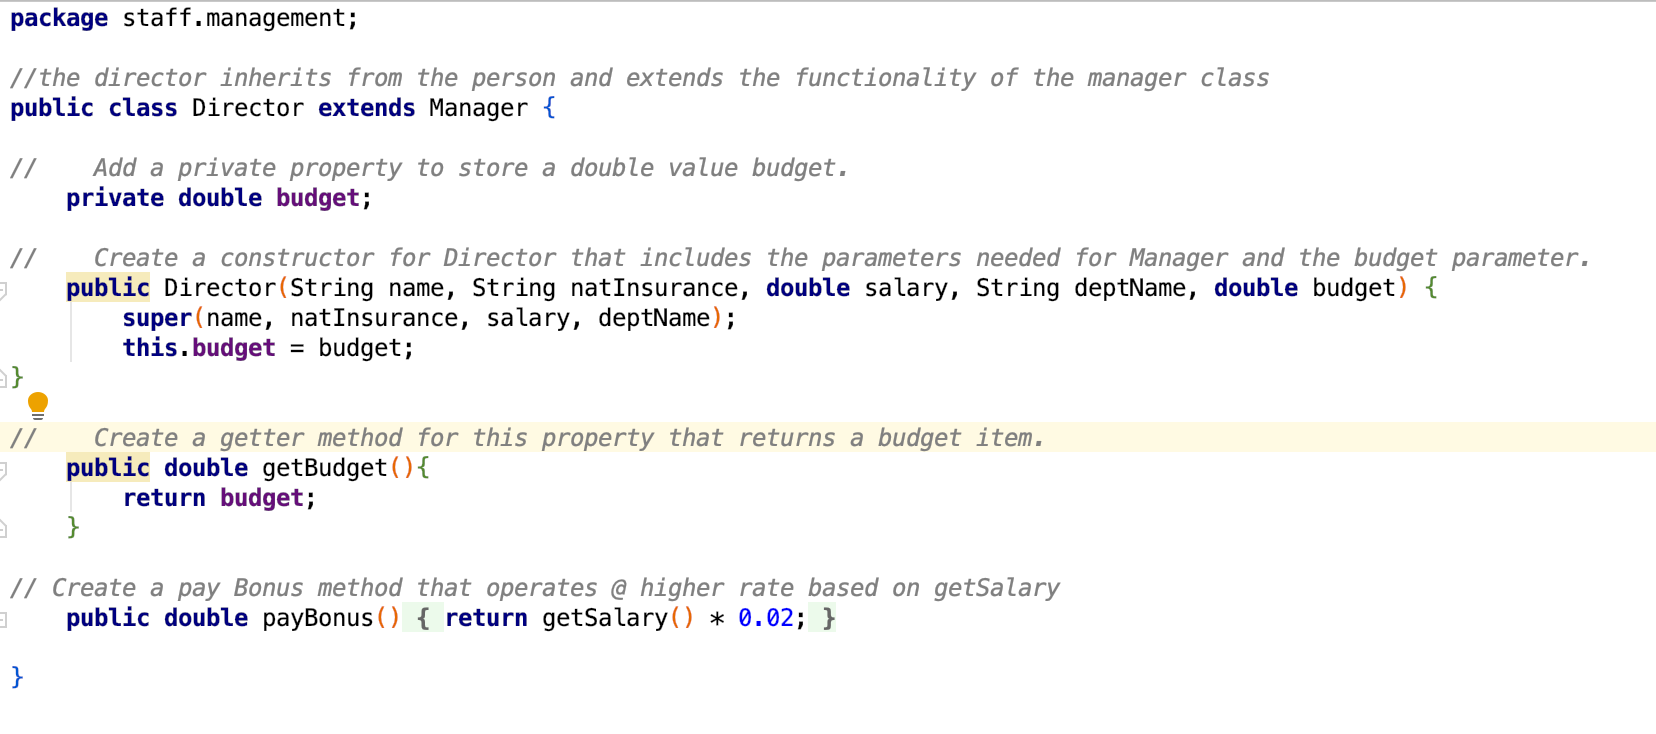 package staff.management;
//the director inherits from the person and extends the functionality of the manager class
public class Director extends Manager {
//    Add a private property to store a double value budget.
    private double budget;
//    Create a constructor for Director that includes the parameters needed for Manager and the budget parameter.
    public Director(String name, String natInsurance, double salary, String deptName, double budget) {
        super(name, natInsurance, salary, deptName);
        this.budget = budget;
}
//    Create a getter method for this property that returns a budget item.
    public double getBudget(){
        return budget;
    }
// Create a pay Bonus method that operates @ higher rate based on getSalary
    public double payBonus() { return getSalary() * 0.02; }
}